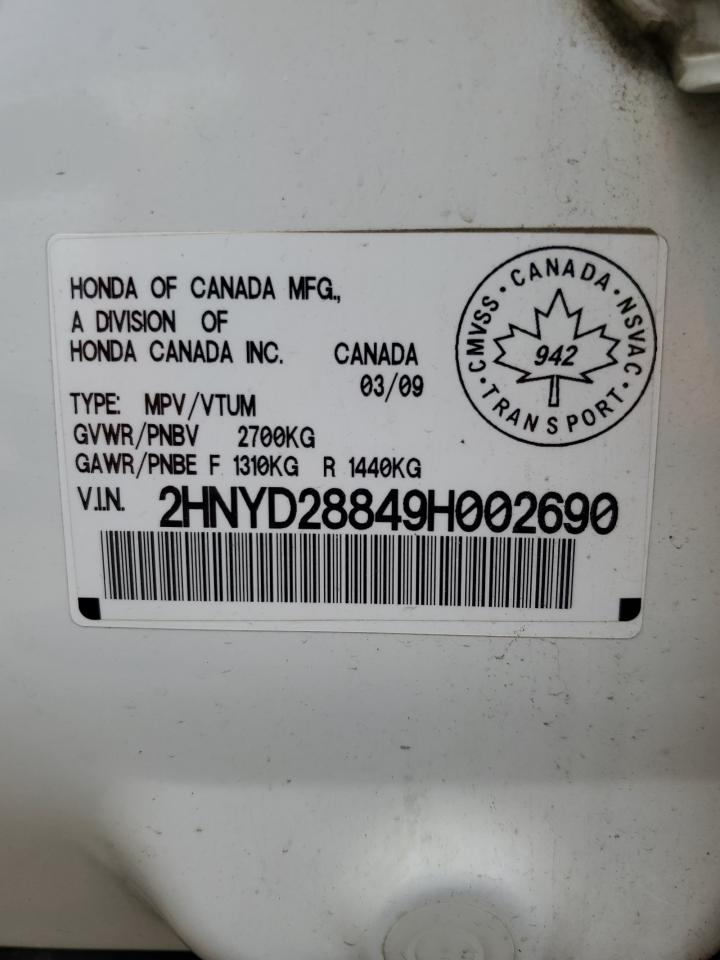 HONDA OF CANADA MFG.,
A DIVISION OF
HONDA CANADA INC. CANADA
03/09
TYPE: MPV/VTUM
GVWR/PNBV 2700KG
GAWR/PNBE F 1310KG R 1440KG
V.I.N. 2HNYD28849H002690
CMVSS · CANADA · NSVAC · TRANSPORT ·
942